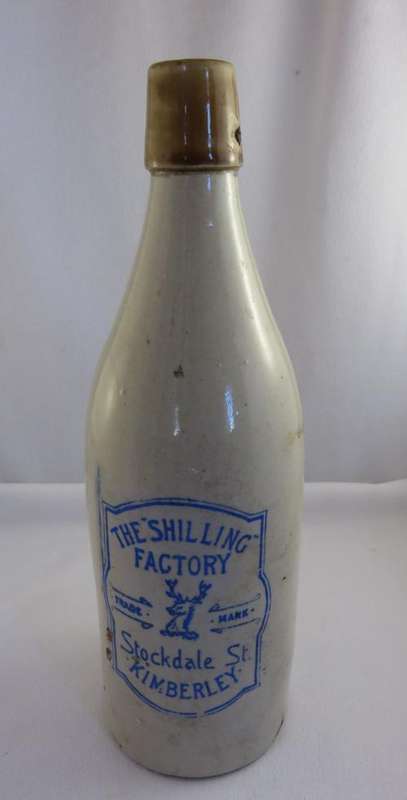 THE "SHILLING"
FACTORY
TRADE MARK
Stockdale St.
KIMBERLEY